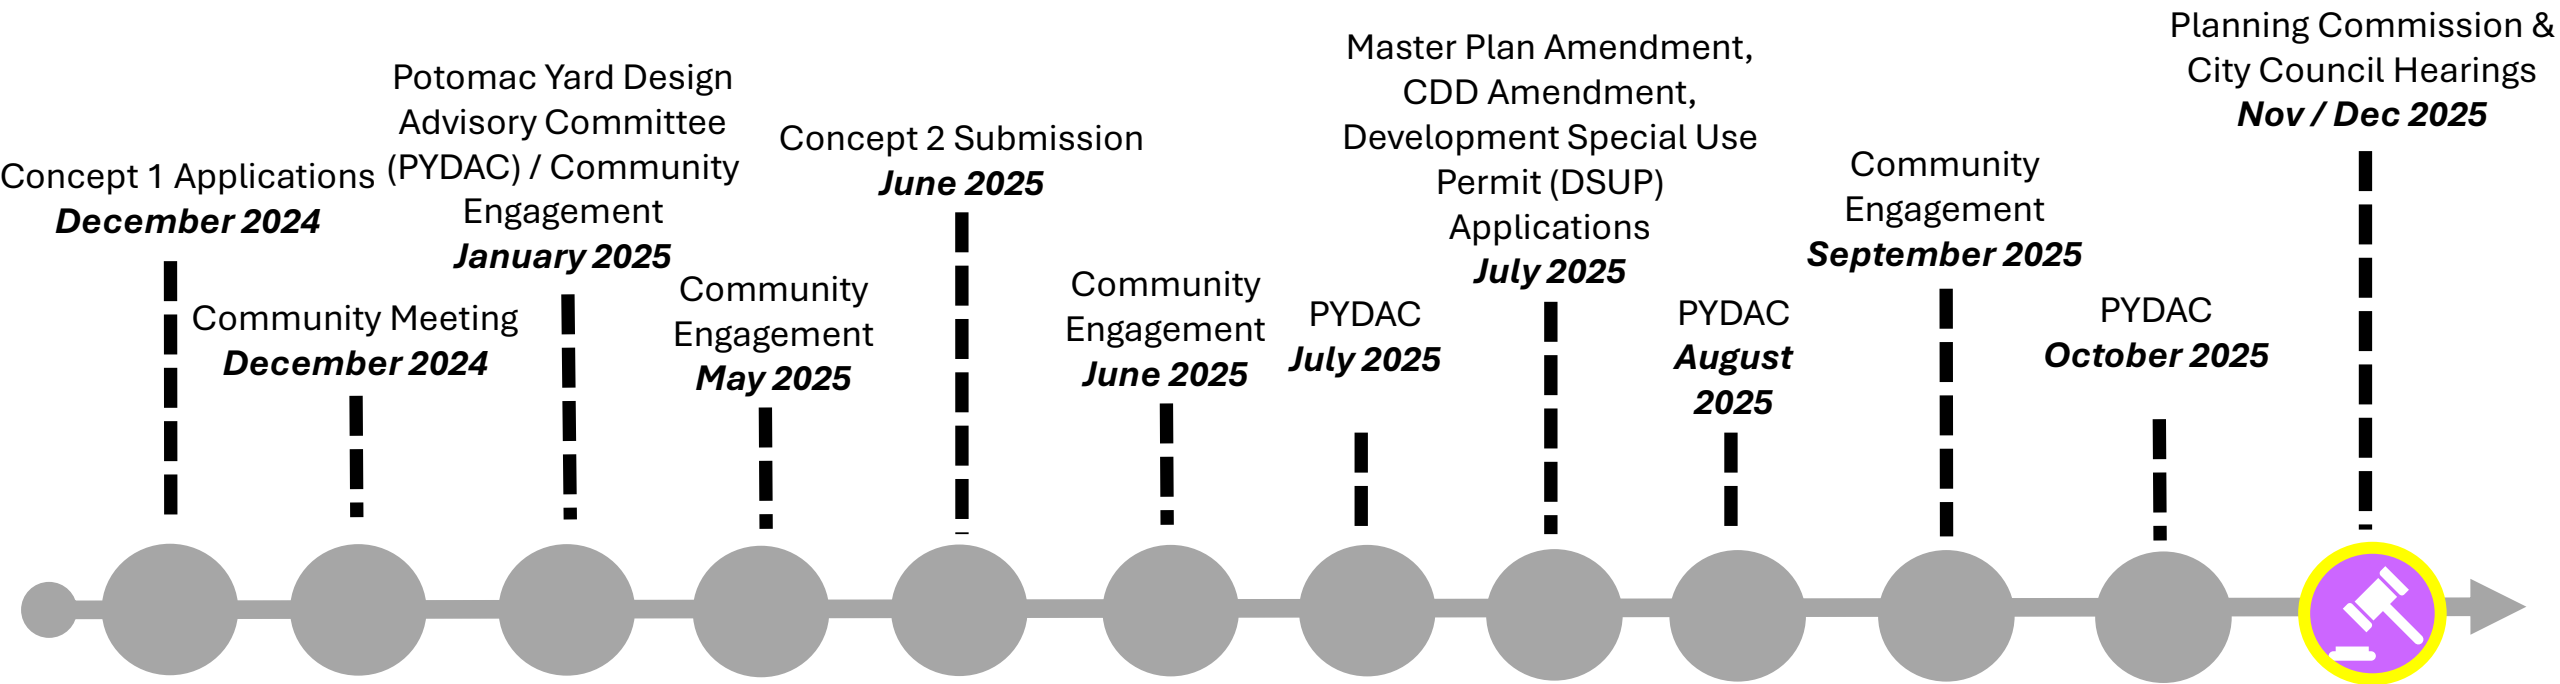 Concept 1 Applications
December 2024
Community Meeting
December 2024
Potomac Yard Design
Advisory Committee
(PYDAC) / Community
Engagement
January 2025
Community
Engagement
May 2025
Concept 2 Submission
June 2025
Community
Engagement
June 2025
PYDAC
July 2025
Master Plan Amendment,
CDD Amendment,
Development Special Use
Permit (DSUP)
Applications
July 2025
PYDAC
August
2025
Community
Engagement
September 2025
PYDAC
October 2025
Planning Commission &
City Council Hearings
Nov / Dec 2025